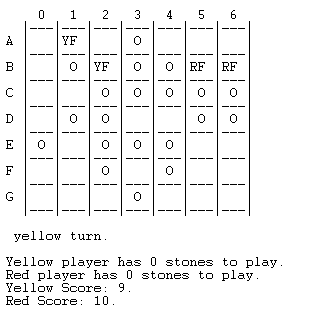 0 1 2 3 4 5 6
A YF O
B O YF O O RF RF
C O O O O O
D O O O O
E O O O O
F O O
G O
yellow turn.
Yellow player has 0 stones to play.
Red player has 0 stones to play.
Yellow Score: 9.
Red Score: 10.